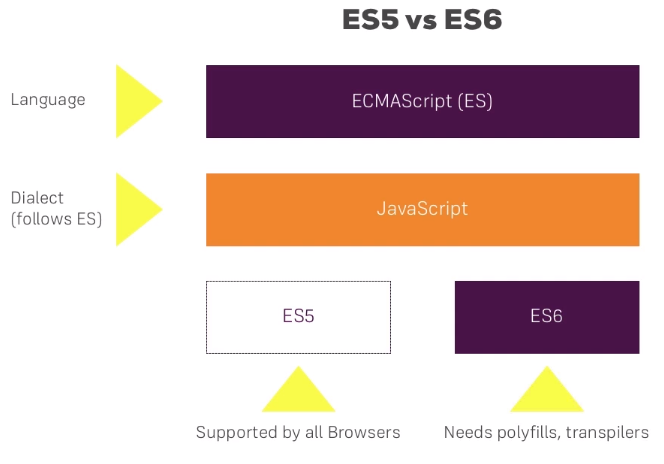 ES5 vs ES6
Language
ECMAScript (ES)
Dialect
(follows ES)
JavaScript
ES5
ES6
Supported by all Browsers
Needs polyfills, transpilers